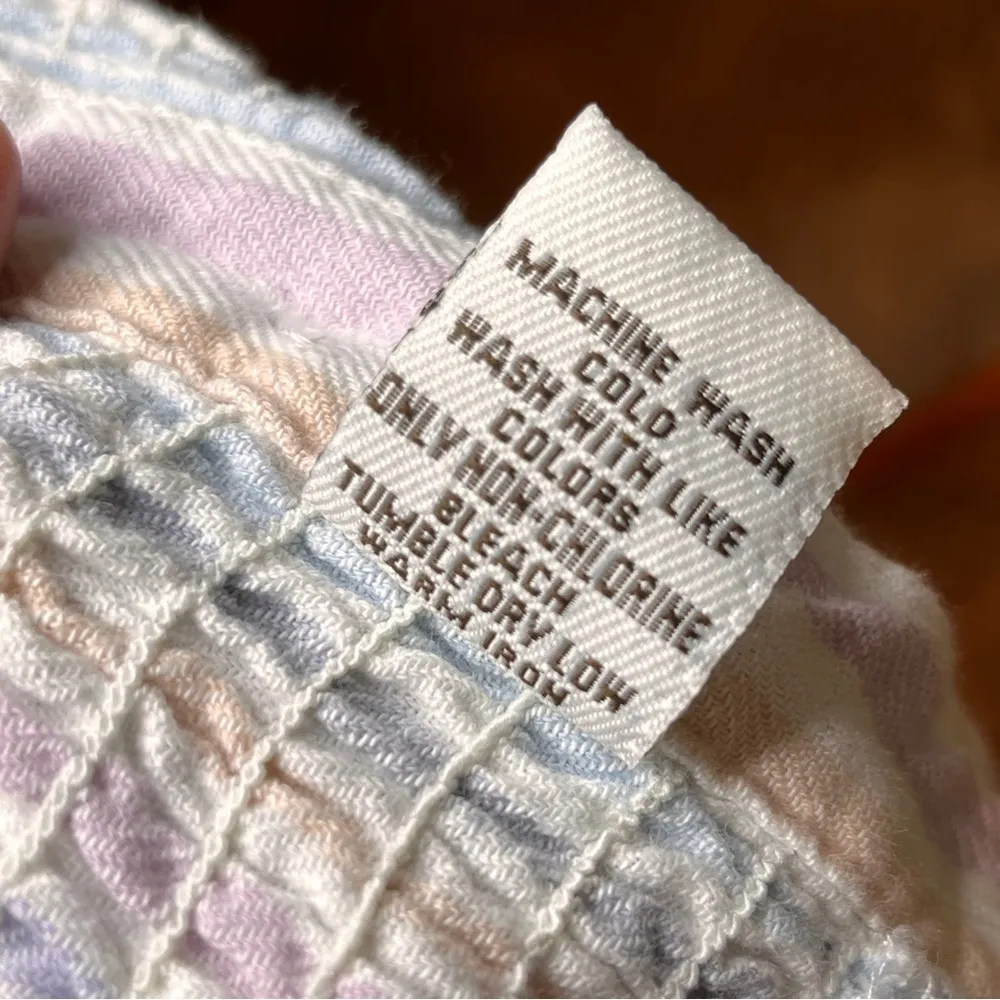 MACHINE WASH
COLD
WASH WITH LIKE
COLORS
ONLY NON-CHLORINE
BLEACH
TUMBLE DRY LOW
WARM IRON